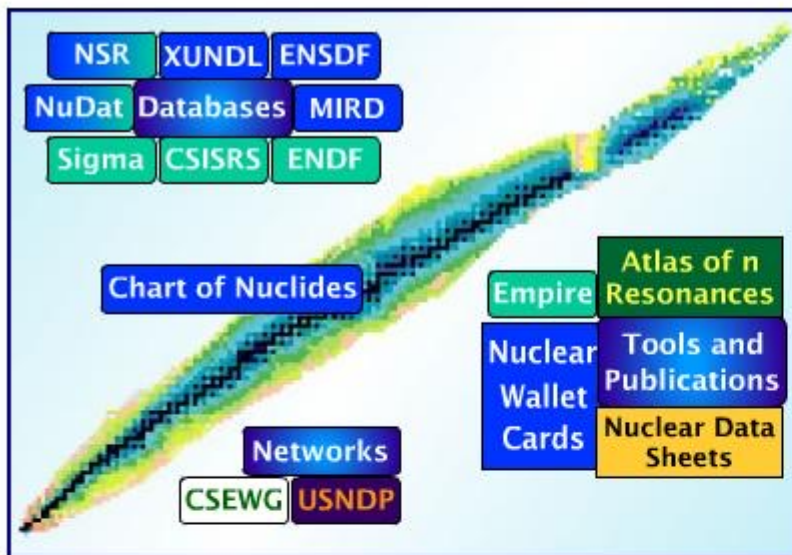 NSR XUNDL ENSDF
NuDat Databases MIRD
Sigma CSISRS ENDF
Chart of Nuclides
Empire
Atlas of n
Resonances
Nuclear
Wallet
Cards
Tools and
Publications
Nuclear Data
Sheets
Networks
CSEWG USNDP